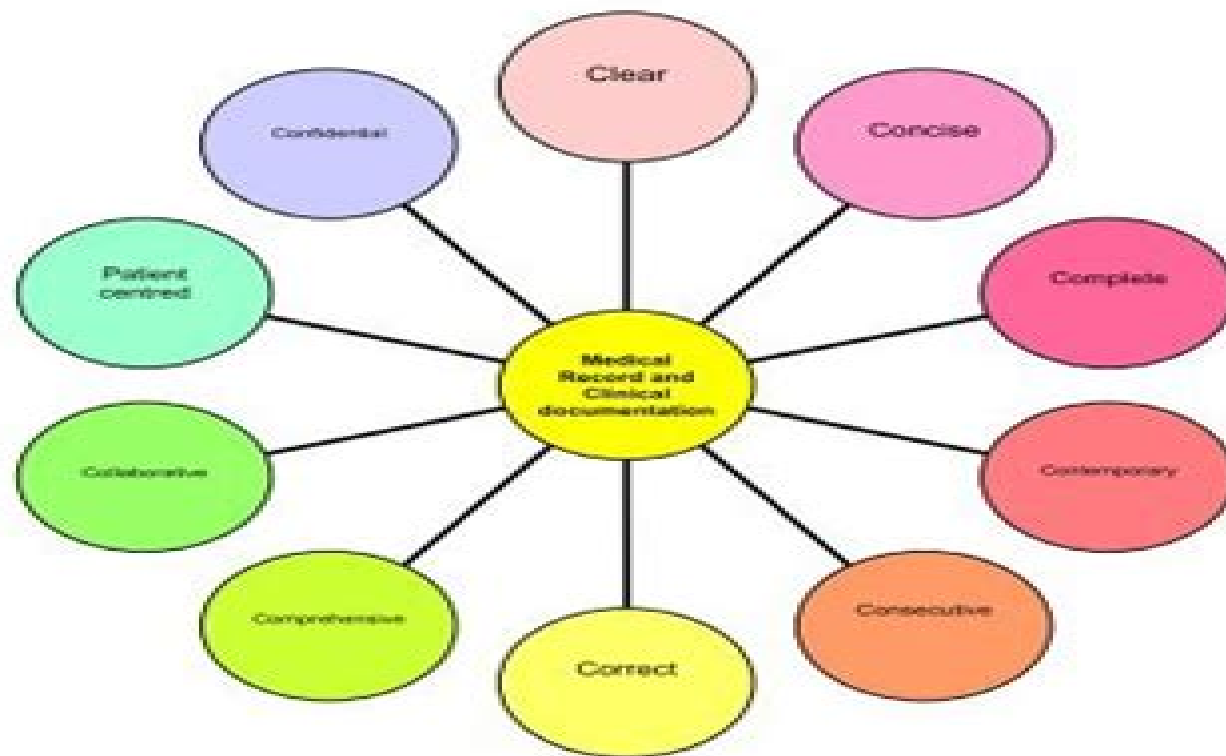 Clear
Concise
Complete
Contemporary
Consecutive
Correct
Comprehensive
Collaborative
Patient
centred
Confidential
Medical
Record and
Clinical
documentation